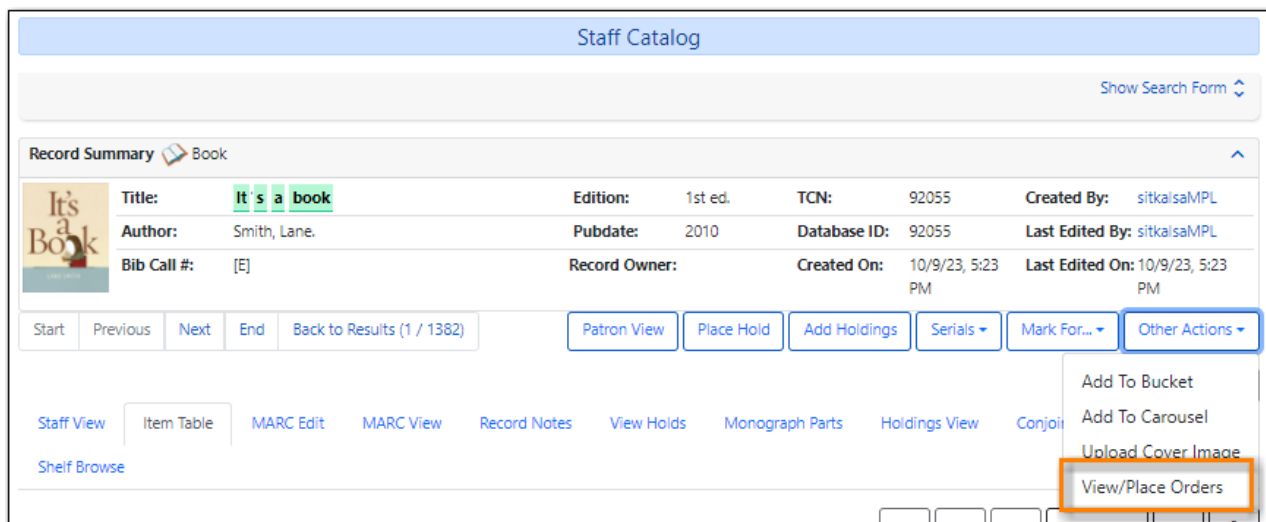 Staff Catalog
Show Search Form
Record Summary Book
It's a Book
Title: It's a book Edition: 1st ed. TCN: 92055 Created By: sitkalsaMPL
Author: Smith, Lane. Pubdate: 2010 Database ID: 92055 Last Edited By: sitkalsaMPL
Bib Call #: [E] Record Owner: Created On: 10/9/23, 5:23 PM Last Edited On: 10/9/23, 5:23 PM
Start Previous Next End Back to Results (1 / 1382) Patron View Place Hold Add Holdings Serials Mark For... Other Actions
Add To Bucket
Add To Carousel
Upload Cover Image
View/Place Orders
Staff View Item Table MARC Edit MARC View Record Notes View Holds Monograph Parts Holdings View
Shelf Browse